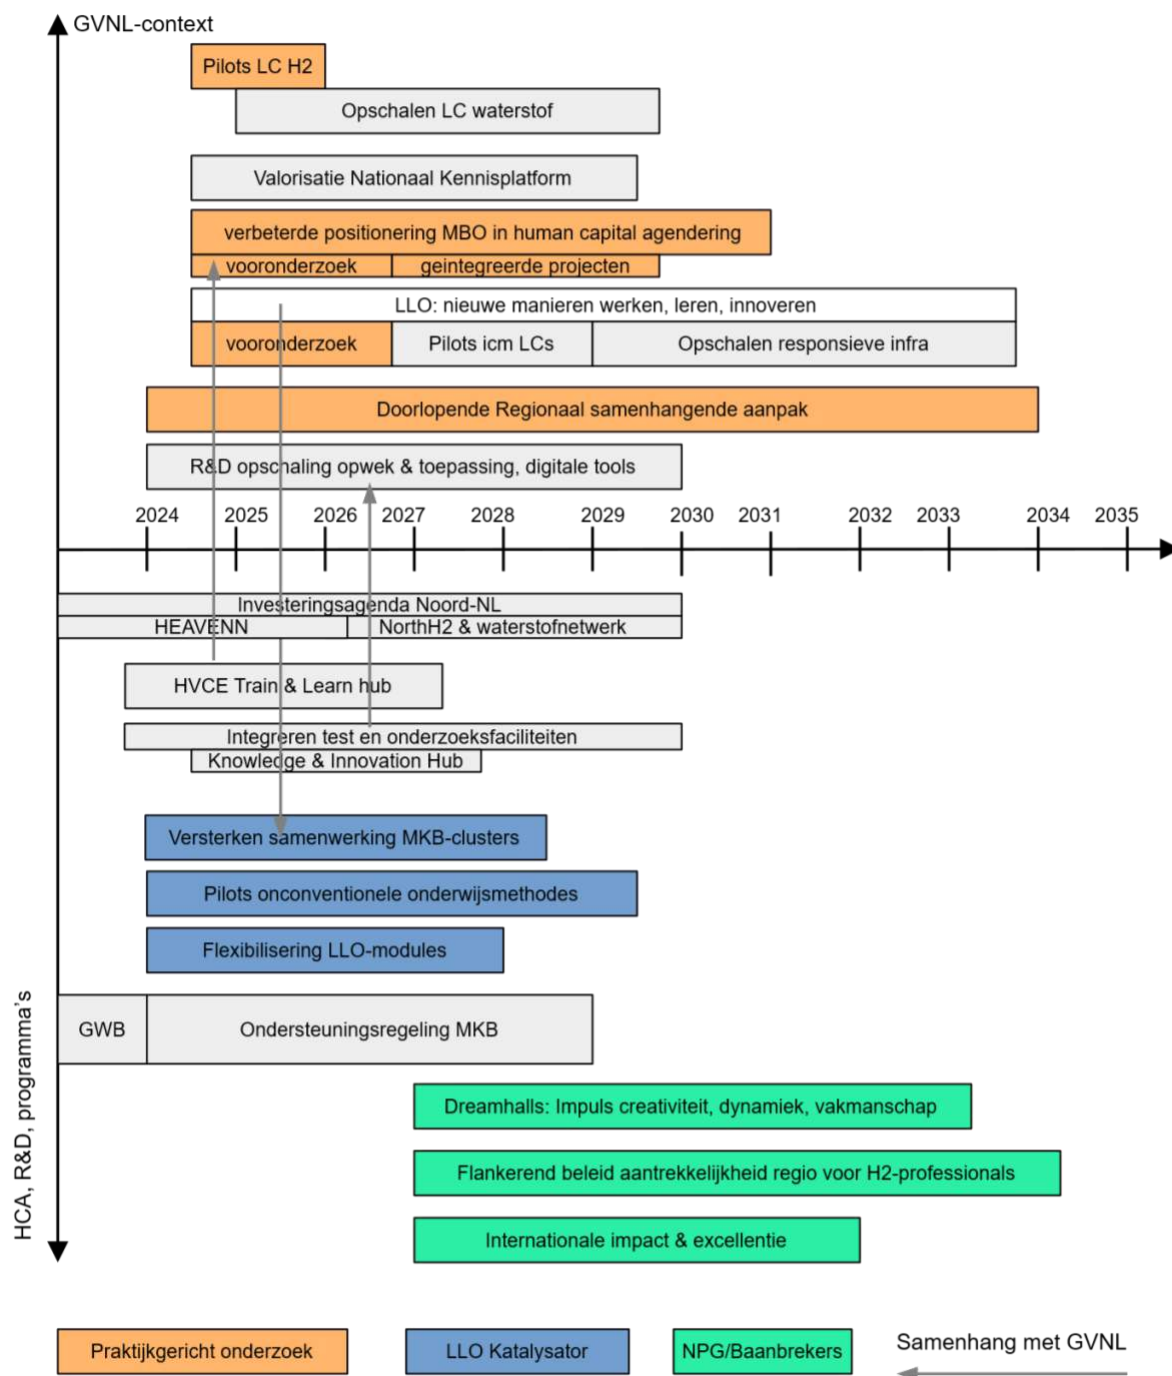 GVNL-context
Pilots LC H2
Opschalen LC waterstof
Valorisatie Nationaal Kennisplatform
verbeterde positionering MBO in human capital agendering
vooronderzoek geintegreerde projecten
LLO: nieuwe manieren werken, leren, innoveren
vooronderzoek Pilots icm LCs Opschalen responsieve infra
Doorlopende Regionaal samenhangende aanpak
R&D opschaling opwek & toepassing, digitale tools
2024 2025 2026 2027 2028 2029 2030 2031 2032 2033 2034 2035
Investeringsagenda Noord-NL
HEAVENN NorthH2 & waterstofnetwerk
HVCE Train & Learn hub
Integreren test en onderzoeksfaciliteiten
Knowledge & Innovation Hub
Versterken samenwerking MKB-clusters
Pilots onconventionele onderwijsmethodes
Flexibilisering LLO-modules
GWB Ondersteuningsregeling MKB
Dreamhalls: Impuls creativiteit, dynamiek, vakmanschap
Flankerend beleid aantrekkelijkheid regio voor H2-professionals
Internationale impact & excellentie
HCA, R&D, programma's
Praktijkgericht onderzoek LLO Katalysator NPG/Baanbrekers Samenhang met GVNL